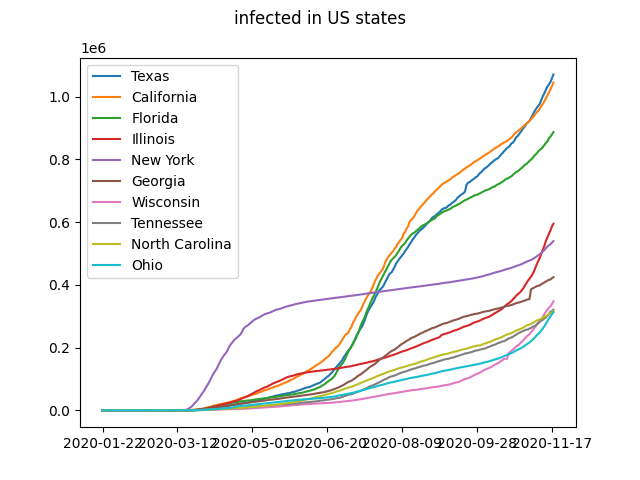 infected in US states
1e6
Texas
California
Florida
Illinois
New York
Georgia
Wisconsin
Tennessee
North Carolina
Ohio
1.0
0.8
0.6
0.4
0.2
0.0
2020-01-22 2020-03-12 2020-05-01 2020-06-20 2020-08-09 2020-09-28 2020-11-17